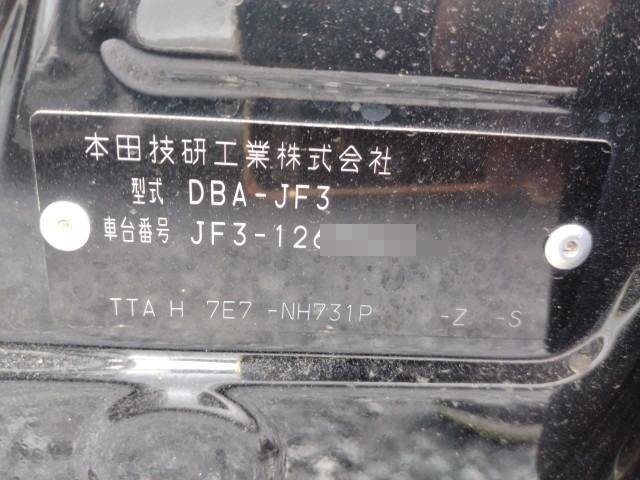 本田技研工業株式会社
型式 DBA-JF3
車台番号 JF3-126
TTA H 7E7 -NH731P -Z -S